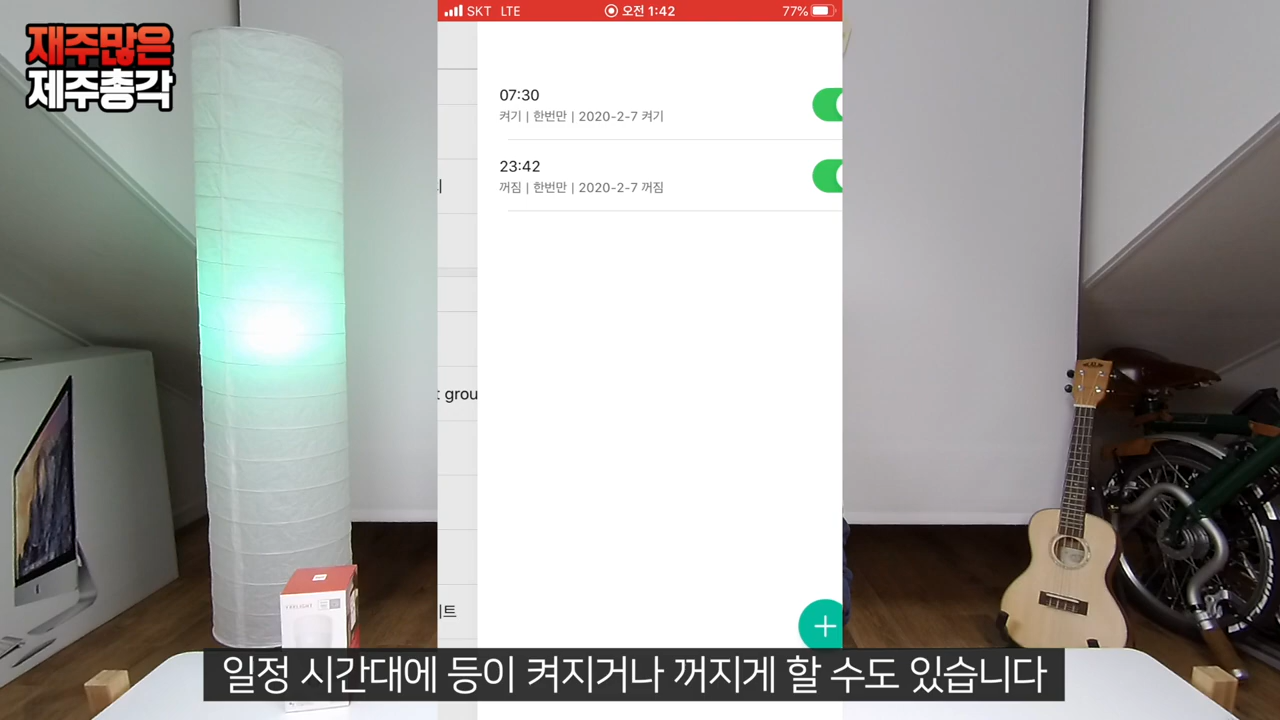 재주많은
제주총각
SKT LTE
오전 1:42
77%
07:30
켜기 | 한번만 | 2020-2-7 켜기
23:42
꺼짐 | 한번만 | 2020-2-7 꺼짐
t grou
이트
YEELIGHT
일정 시간대에 등이 켜지거나 꺼지게 할 수도 있습니다